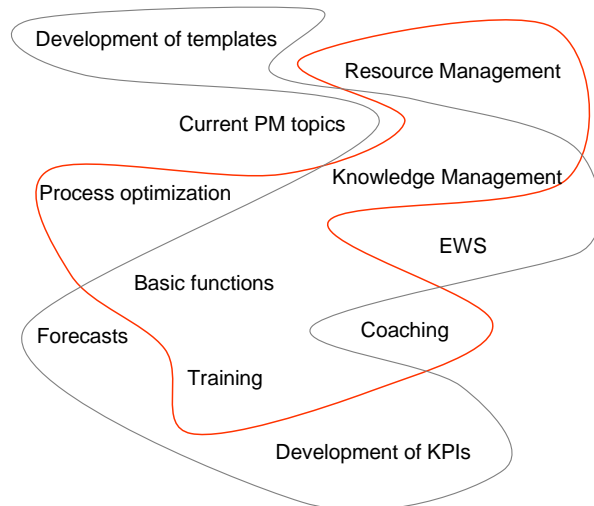 Development of templates
Resource Management
Current PM topics
Knowledge Management
Process optimization
EWS
Basic functions
Coaching
Forecasts
Training
Development of KPIs